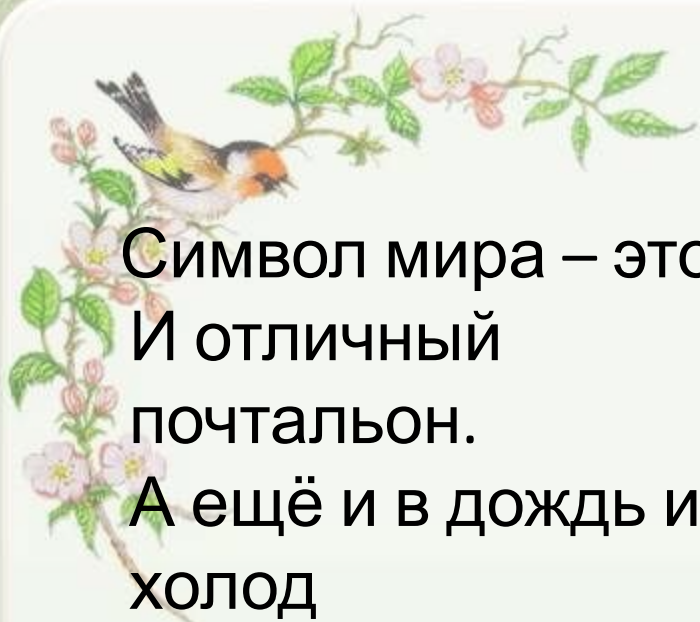 Символ мира – это
И отличный
почтальон.
А ещё и в дождь и
холод